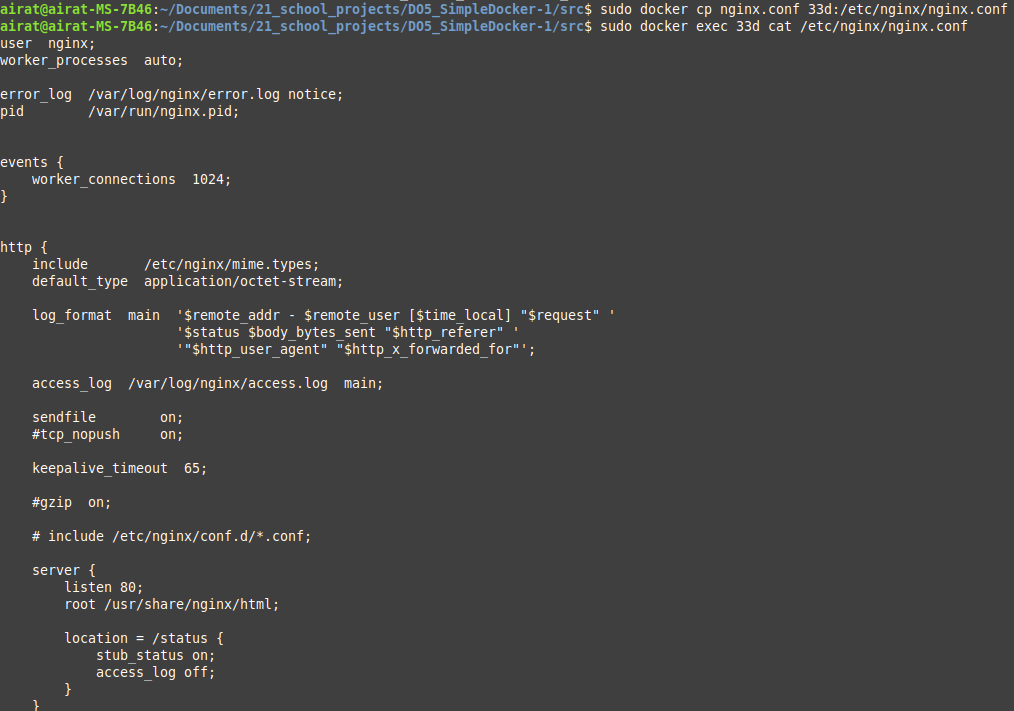 airat@airat-MS-7B46:~/Documents/21_school_projects/DO5_SimpleDocker-1/src$ sudo docker cp nginx.conf 33d:/etc/nginx/nginx.conf
airat@airat-MS-7B46:~/Documents/21_school_projects/DO5_SimpleDocker-1/src$ sudo docker exec 33d cat /etc/nginx/nginx.conf
user  nginx;
worker_processes  auto;

error_log  /var/log/nginx/error.log notice;
pid        /var/run/nginx.pid;


events {
    worker_connections  1024;
}


http {
    include       /etc/nginx/mime.types;
    default_type  application/octet-stream;

    log_format  main  '$remote_addr - $remote_user [$time_local] "$request" '
                      '$status $body_bytes_sent "$http_referer" '
                      '"$http_user_agent" "$http_x_forwarded_for"';

    access_log  /var/log/nginx/access.log  main;

    sendfile        on;
    #tcp_nopush     on;

    keepalive_timeout  65;

    #gzip  on;

    # include /etc/nginx/conf.d/*.conf;

    server {
        listen 80;
        root /usr/share/nginx/html;

        location = /status {
            stub_status on;
            access_log off;
        }
    }